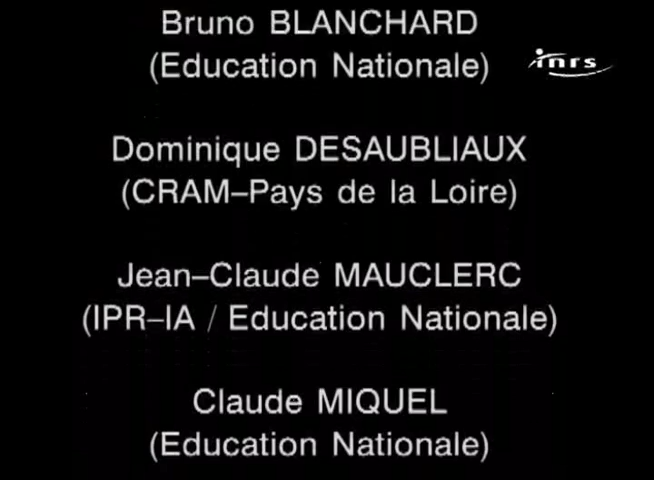 Bruno BLANCHARD
(Education Nationale)
inrs
Dominique DESAUBLIAUX
(CRAM–Pays de la Loire)
Jean–Claude MAUCLERC
(IPR–IA / Education Nationale)
Claude MIQUEL
(Education Nationale)